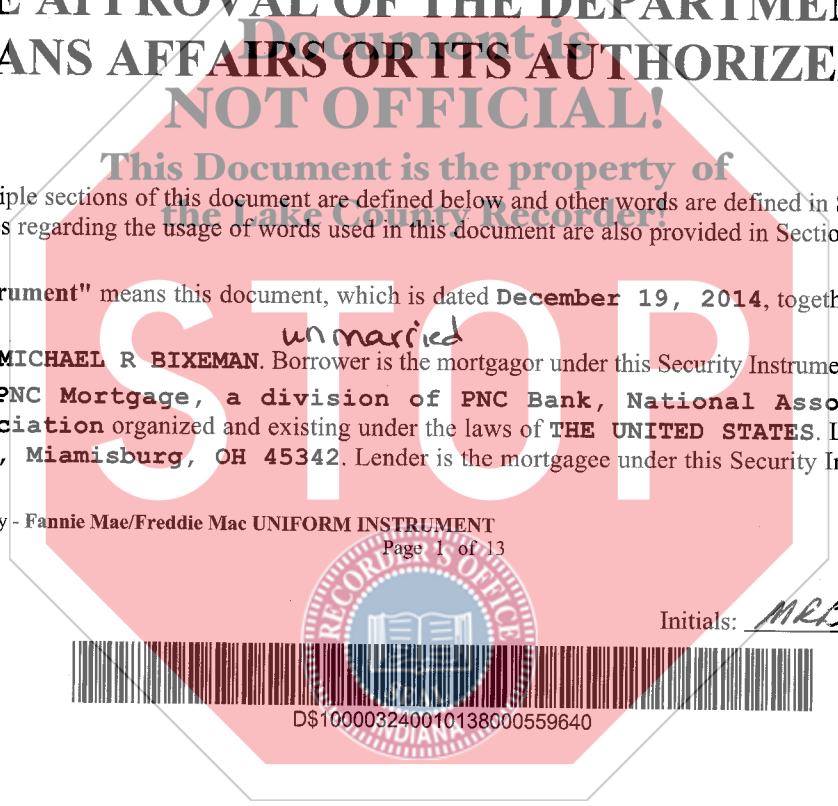 E APPROVAL OF THE DEPARTME
ANS AFFAIRS OR ITS AUTHORIZE
Document is
NOT OFFICIAL!
This Document is the property of
the Lake County Recorder!
iple sections of this document are defined below and other words are defined in
s regarding the usage of words used in this document are also provided in Sectio
rument" means this document, which is dated December 19, 2014, togeth
unmarried
MICHAEL R BIXEMAN. Borrower is the mortgagor under this Security Instrume
PNC Mortgage, a division of PNC Bank, National Asso
ciation organized and existing under the laws of THE UNITED STATES. L
, Miamisburg, OH 45342. Lender is the mortgagee under this Security In
STOP
y - Fannie Mae/Freddie Mac UNIFORM INSTRUMENT
Page 1 of 13
RECORDER'S OFFICE
SEAL
INDIANA
Initials: MRB
D$1000032400101138000559640